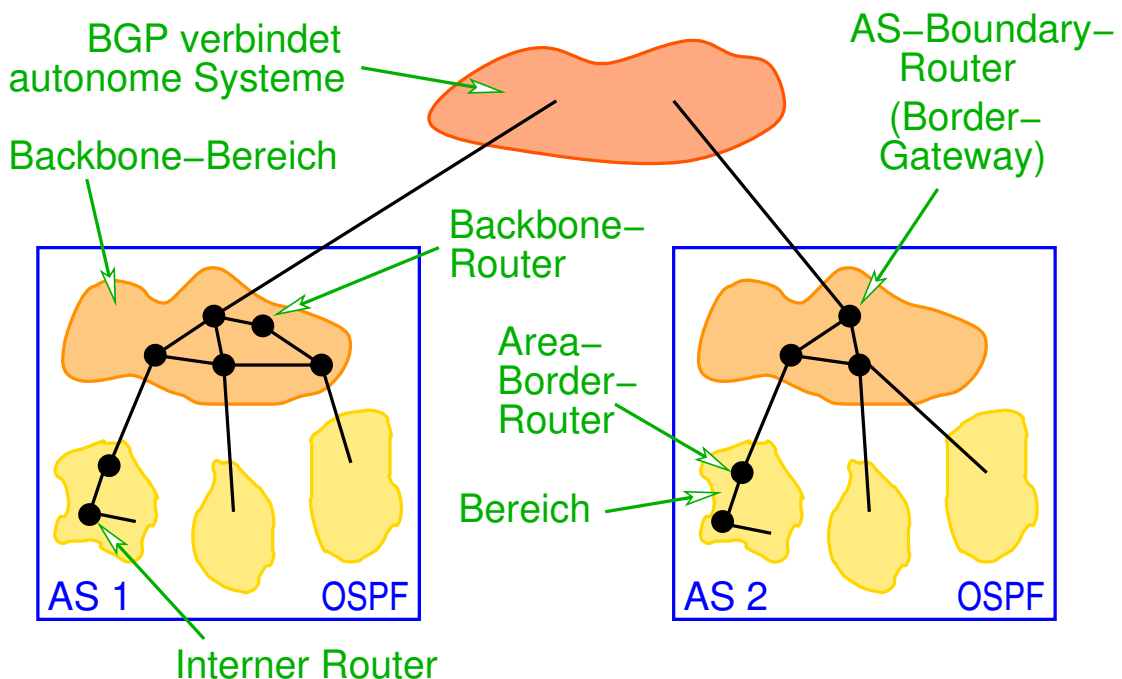 BGP verbindet
autonome Systeme
AS–Boundary–
Router
(Border–
Gateway)
Backbone–Bereich
Backbone–
Router
Area–
Border–
Router
Bereich
AS 1
OSPF
AS 2
OSPF
Interner Router